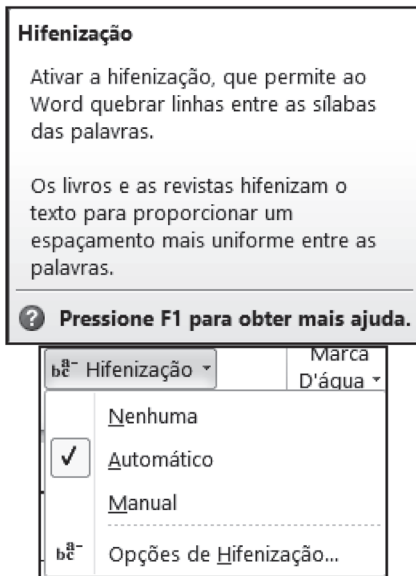 Hifenização
Ativar a hifenização, que permite ao
Word quebrar linhas entre as sílabas
das palavras.
Os livros e as revistas hifenizam o
texto para proporcionar um
espaçamento mais uniforme entre as
palavras.
Pressione F1 para obter mais ajuda.
Hifenização
Marca
D'água
Nenhuma
Automático
Manual
Opções de Hifenização...